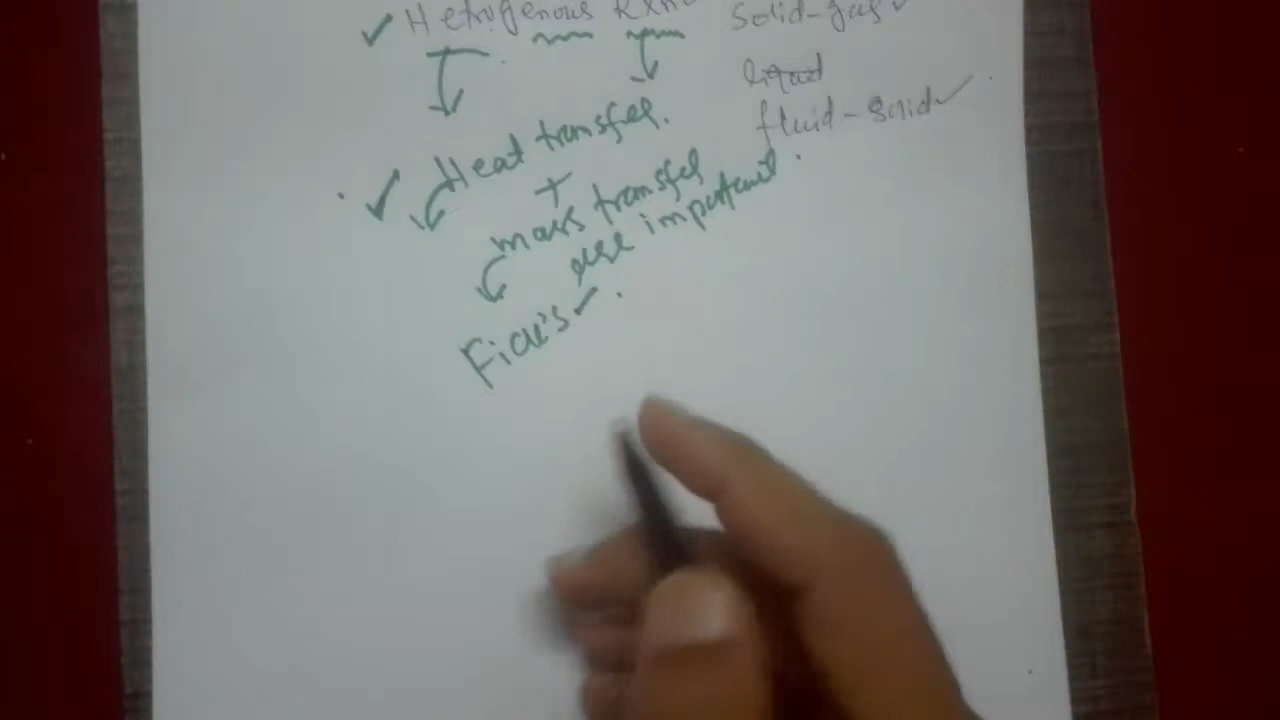 ✓ Hetrogenous Rxn Solid-gas ✓
liquid
fluid-Solid ✓
✓ Heat transfer.
+
mass transfer
are important.
Fick's ✓